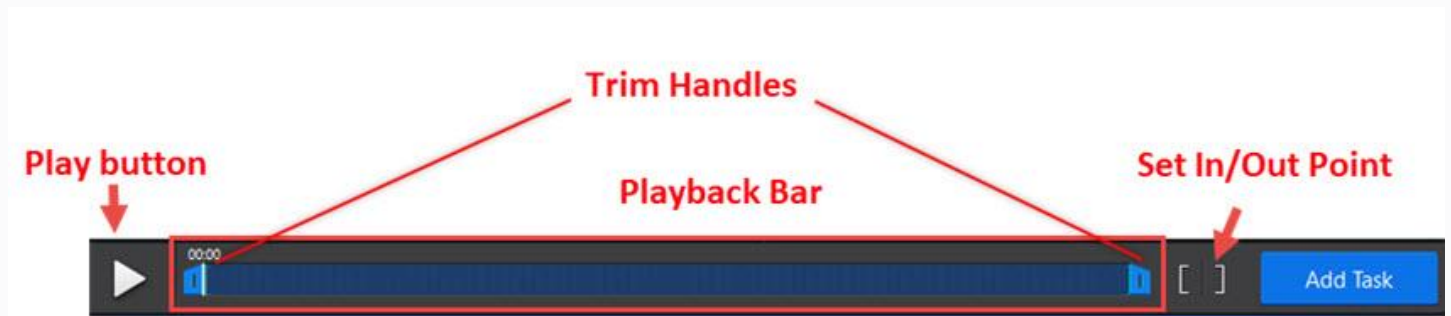 Trim Handles
Play button
Set In/Out Point
Playback Bar
00:00
[ ]
Add Task